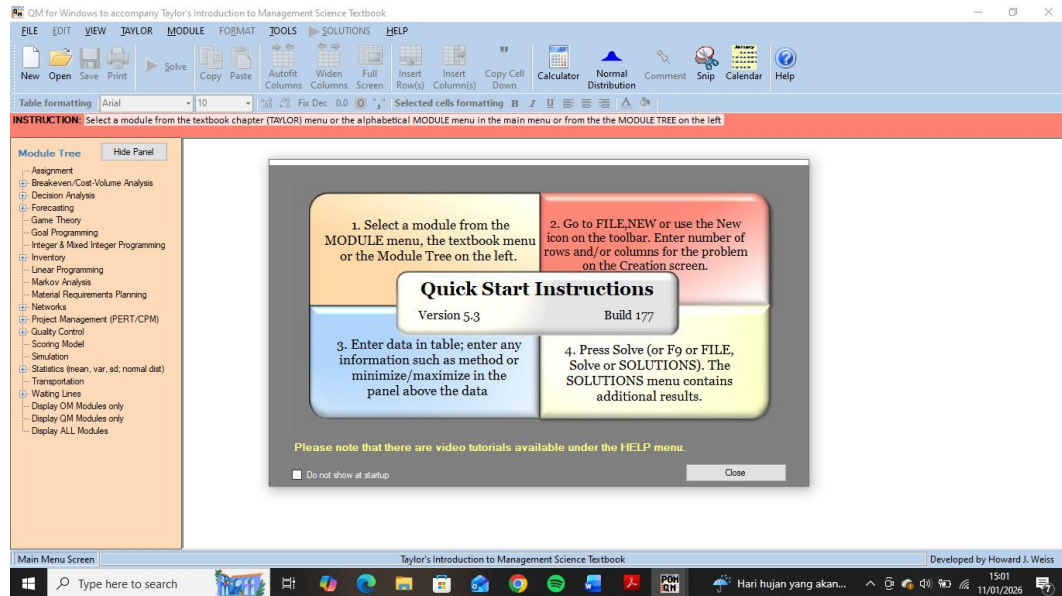 QM for Windows to accompany Taylor's Introduction to Management Science Textbook
FILE EDIT VIEW TAYLOR MODULE FORMAT TOOLS SOLUTIONS HELP
New Open Save Print Solve Copy Paste Autofit Columns Widen Columns Full Screen Insert Row(s) Insert Column(s) Copy Cell Down Calculator Normal Distribution Comment Snip Calendar Help
Table formatting Arial 10 Fix Dec 0.0 0 "," Selected cells formatting B I U
INSTRUCTION: Select a module from the textbook chapter (TAYLOR) menu or the alphabetical MODULE menu in the main menu or from the the MODULE TREE on the left
Module Tree Hide Panel
Assignment
Breakeven/Cost-Volume Analysis
Decision Analysis
Forecasting
Game Theory
Goal Programming
Integer & Mixed Integer Programming
Inventory
Linear Programming
Markov Analysis
Material Requirements Planning
Networks
Project Management (PERT/CPM)
Quality Control
Scoring Model
Simulation
Statistics (mean, var, sd; normal dist)
Transportation
Waiting Lines
Display OM Modules only
Display QM Modules only
Display ALL Modules
1. Select a module from the
MODULE menu, the textbook menu
or the Module Tree on the left.
2. Go to FILE,NEW or use the New
icon on the toolbar. Enter number of
rows and/or columns for the problem
on the Creation screen.
Quick Start Instructions
Version 5.3 Build 177
3. Enter data in table; enter any
information such as method or
minimize/maximize in the
panel above the data
4. Press Solve (or F9 or FILE,
Solve or SOLUTIONS). The
SOLUTIONS menu contains
additional results.
Please note that there are video tutorials available under the HELP menu.
Do not show at startup
Close
Main Menu Screen Taylor's Introduction to Management Science Textbook Developed by Howard J. Weiss
Type here to search
POM QM
Hari hujan yang akan...
15:01
11/01/2026